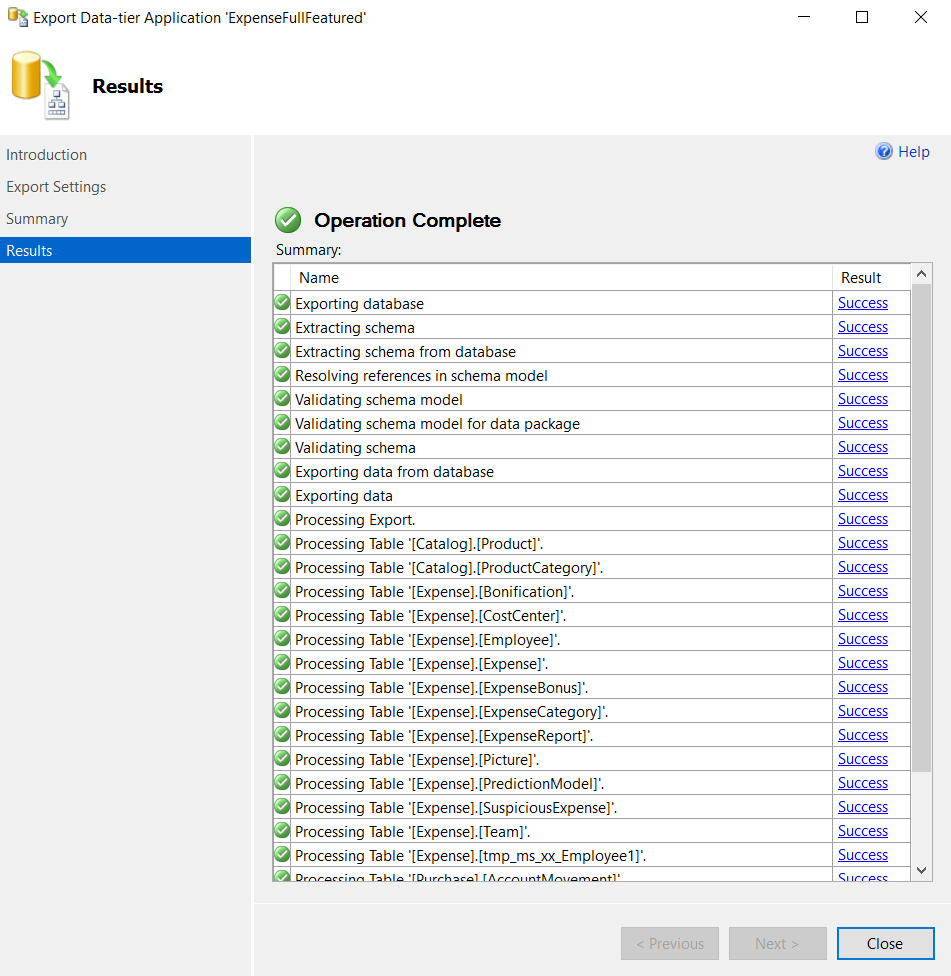 Export Data-tier Application 'ExpenseFullFeatured'
Results
Introduction
Export Settings
Summary
Results
Help
Operation Complete
Summary:
Name Result
Exporting database Success
Extracting schema Success
Extracting schema from database Success
Resolving references in schema model Success
Validating schema model Success
Validating schema model for data package Success
Validating schema Success
Exporting data from database Success
Exporting data Success
Processing Export. Success
Processing Table '[Catalog].[Product]'. Success
Processing Table '[Catalog].[ProductCategory]'. Success
Processing Table '[Expense].[Bonification]'. Success
Processing Table '[Expense].[CostCenter]'. Success
Processing Table '[Expense].[Employee]'. Success
Processing Table '[Expense].[Expense]'. Success
Processing Table '[Expense].[ExpenseBonus]'. Success
Processing Table '[Expense].[ExpenseCategory]'. Success
Processing Table '[Expense].[ExpenseReport]'. Success
Processing Table '[Expense].[Picture]'. Success
Processing Table '[Expense].[PredictionModel]'. Success
Processing Table '[Expense].[SuspiciousExpense]'. Success
Processing Table '[Expense].[Team]'. Success
Processing Table '[Expense].[tmp_ms_xx_Employee1]'. Success
Processing Table '[Purchase].[AccountMovement]'. Success
< Previous
Next >
Close